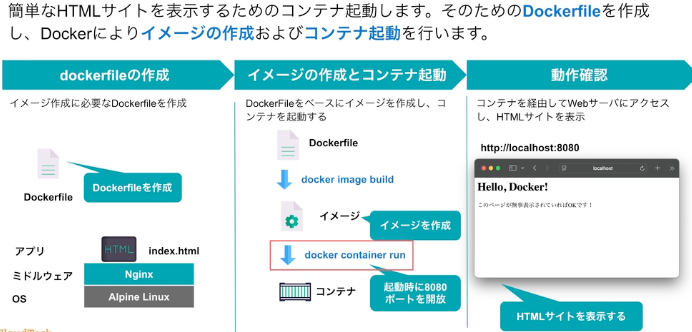 簡単なHTMLサイトを表示するためのコンテナ起動します。そのためのDockerfileを作成
し、Dockerによりイメージの作成およびコンテナ起動を行います。
dockerfileの作成
イメージ作成に必要なDockerfileを作成
Dockerfile
Dockerfileを作成
アプリ
HTML
index.html
ミドルウェア
Nginx
OS
Alpine Linux
イメージの作成とコンテナ起動
DockerFileをベースにイメージを作成し、コ
ンテナを起動する
Dockerfile
docker image build
イメージ
イメージを作成
docker container run
コンテナ
起動時に8080
ポートを開放
動作確認
コンテナを経由してWebサーバにアクセス
し、HTMLサイトを表示
http://localhost:8080
localhost
Hello, Docker!
このページが無事表示されていればOKです！
HTMLサイトを表示する